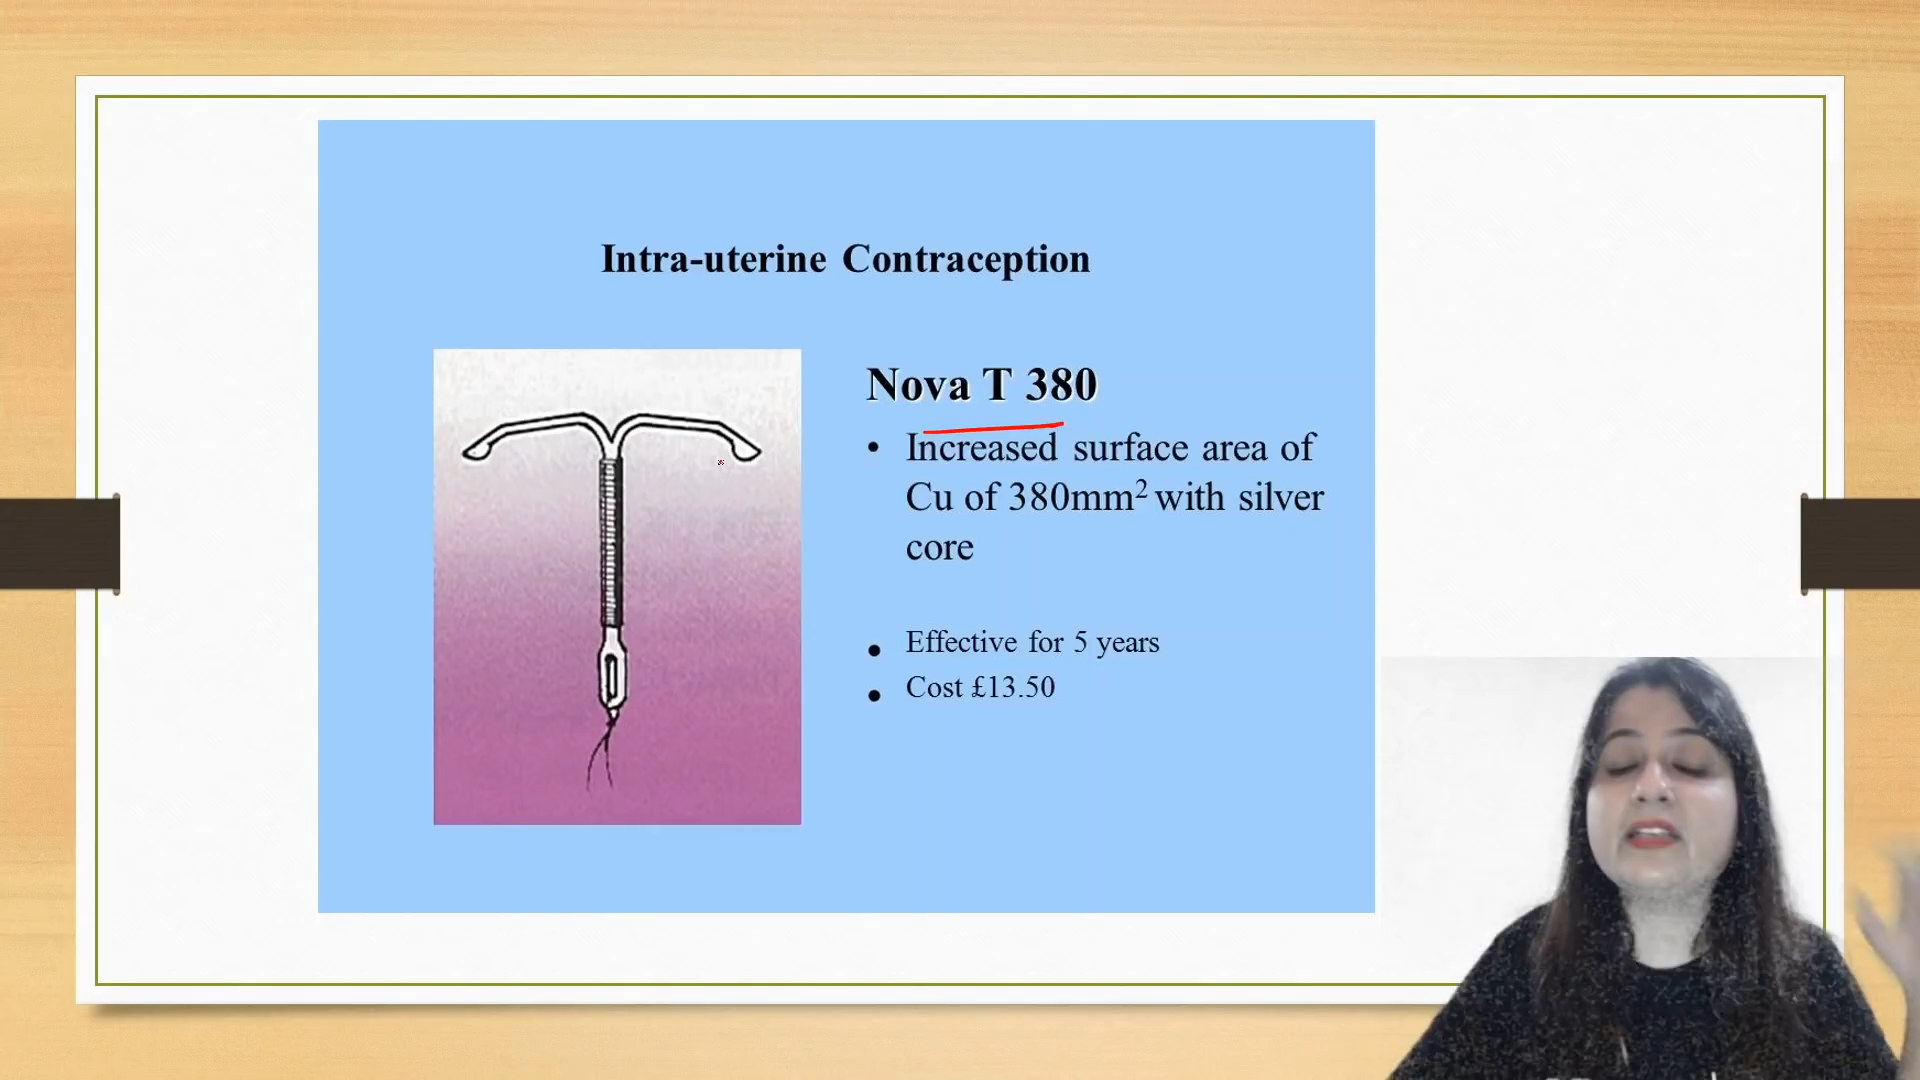 Intra-uterine Contraception
Nova T 380
• Increased surface area of
Cu of 380mm² with silver
core
• Effective for 5 years
• Cost £13.50